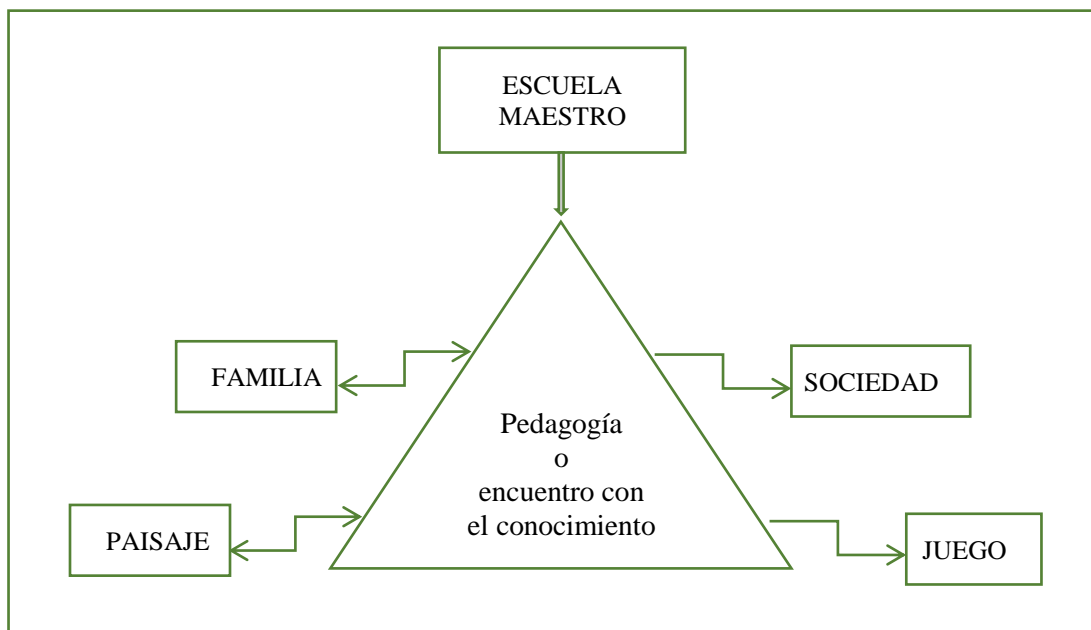 ESCUELA
MAESTRO
FAMILIA
SOCIEDAD
Pedagogía
o
encuentro con
el conocimiento
PAISAJE
JUEGO